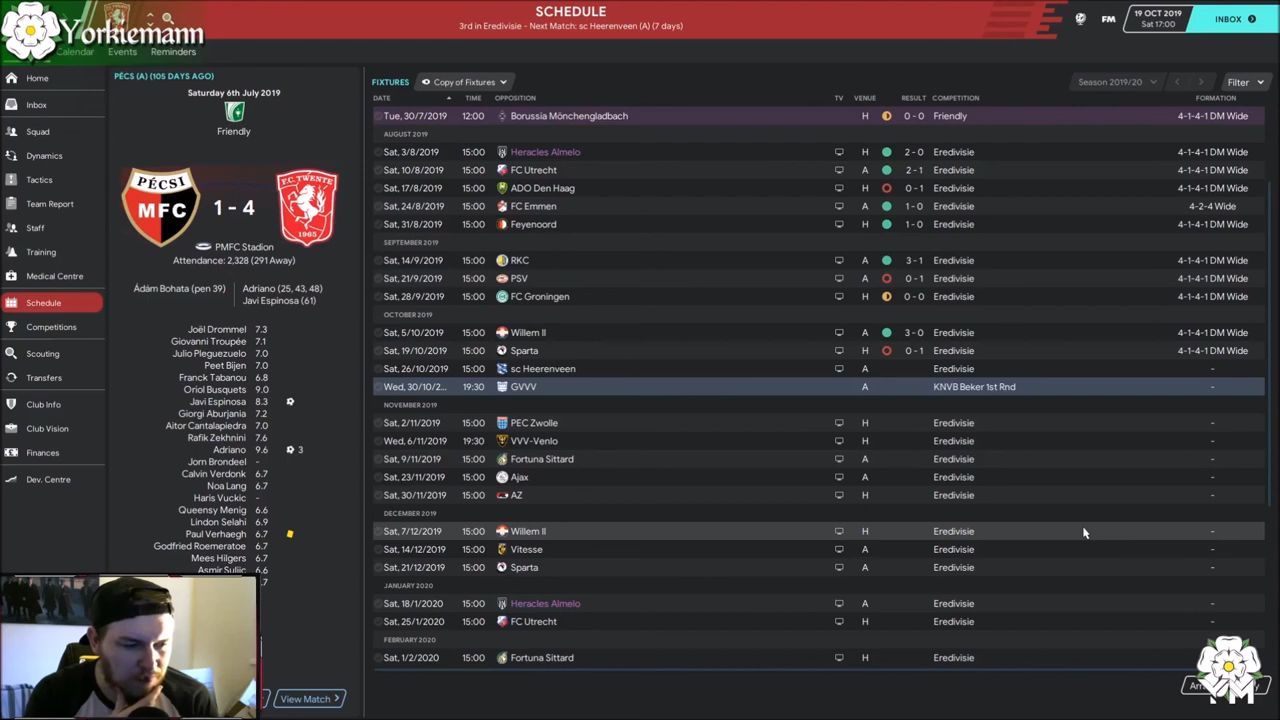 Yorkiemann
Calendar Events Reminders
SCHEDULE
3rd in Eredivisie - Next Match: sc Heerenveen (A) (7 days)
FM
19 OCT 2019
Sat 17:00
INBOX
Home
Inbox
Squad
Dynamics
Tactics
Team Report
Staff
Training
Medical Centre
Schedule
Competitions
Scouting
Transfers
Club Info
Club Vision
Finances
Dev. Centre
PÉCS (A) (105 DAYS AGO)
Saturday 6th July 2019
Friendly
PÉCSI
MFC
1 - 4
F.C. TWENTE
1965
PMFC Stadion
Attendance: 2,328 (291 Away)
Ádám Bohata (pen 39)
Adriano (25, 43, 48)
Javi Espinosa (61)
Joël Drommel 7.3
Giovanni Troupée 7.1
Julio Pleguezuelo 7.0
Peet Bijen 7.0
Franck Tabanou 6.8
Oriol Busquets 9.0
Javi Espinosa 8.3
Giorgi Aburjania 7.2
Aitor Cantalapiedra 7.0
Rafik Zekhnini 7.6
Adriano 9.6 3
Jorn Brondeel -
Calvin Verdonk 6.7
Noa Lang 6.7
Haris Vuckic -
Queensy Menig 6.6
Lindon Selahi 6.9
Paul Verhaegh 6.7
Godfried Roemeratoe 6.7
Mees Hilgers 6.7
Asmir Suljic 6.6
View Match
FIXTURES Copy of Fixtures Season 2019/20 Filter
DATE TIME OPPOSITION TV VENUE RESULT COMPETITION FORMATION
Tue, 30/7/2019 12:00 Borussia Mönchengladbach H 0 - 0 Friendly 4-1-4-1 DM Wide
AUGUST 2019
Sat, 3/8/2019 15:00 Heracles Almelo H 2 - 0 Eredivisie 4-1-4-1 DM Wide
Sat, 10/8/2019 15:00 FC Utrecht A 2 - 1 Eredivisie 4-1-4-1 DM Wide
Sat, 17/8/2019 15:00 ADO Den Haag H 0 - 1 Eredivisie 4-1-4-1 DM Wide
Sat, 24/8/2019 15:00 FC Emmen A 1 - 0 Eredivisie 4-2-4 Wide
Sat, 31/8/2019 15:00 Feyenoord H 1 - 0 Eredivisie 4-1-4-1 DM Wide
SEPTEMBER 2019
Sat, 14/9/2019 15:00 RKC A 3 - 1 Eredivisie 4-1-4-1 DM Wide
Sat, 21/9/2019 15:00 PSV A 0 - 1 Eredivisie 4-1-4-1 DM Wide
Sat, 28/9/2019 15:00 FC Groningen H 0 - 0 Eredivisie 4-1-4-1 DM Wide
OCTOBER 2019
Sat, 5/10/2019 15:00 Willem II A 3 - 0 Eredivisie 4-1-4-1 DM Wide
Sat, 19/10/2019 15:00 Sparta H 0 - 1 Eredivisie 4-1-4-1 DM Wide
Sat, 26/10/2019 15:00 sc Heerenveen A Eredivisie -
Wed, 30/10/2... 19:30 GVVV A KNVB Beker 1st Rnd -
NOVEMBER 2019
Sat, 2/11/2019 15:00 PEC Zwolle H Eredivisie -
Wed, 6/11/2019 19:30 VVV-Venlo H Eredivisie -
Sat, 9/11/2019 15:00 Fortuna Sittard A Eredivisie -
Sat, 23/11/2019 15:00 Ajax A Eredivisie -
Sat, 30/11/2019 15:00 AZ H Eredivisie -
DECEMBER 2019
Sat, 7/12/2019 15:00 Willem II H Eredivisie -
Sat, 14/12/2019 15:00 Vitesse A Eredivisie -
Sat, 21/12/2019 15:00 Sparta A Eredivisie -
JANUARY 2020
Sat, 18/1/2020 15:00 Heracles Almelo A Eredivisie -
Sat, 25/1/2020 15:00 FC Utrecht H Eredivisie -
FEBRUARY 2020
Sat, 1/2/2020 15:00 Fortuna Sittard H Eredivisie -
YM